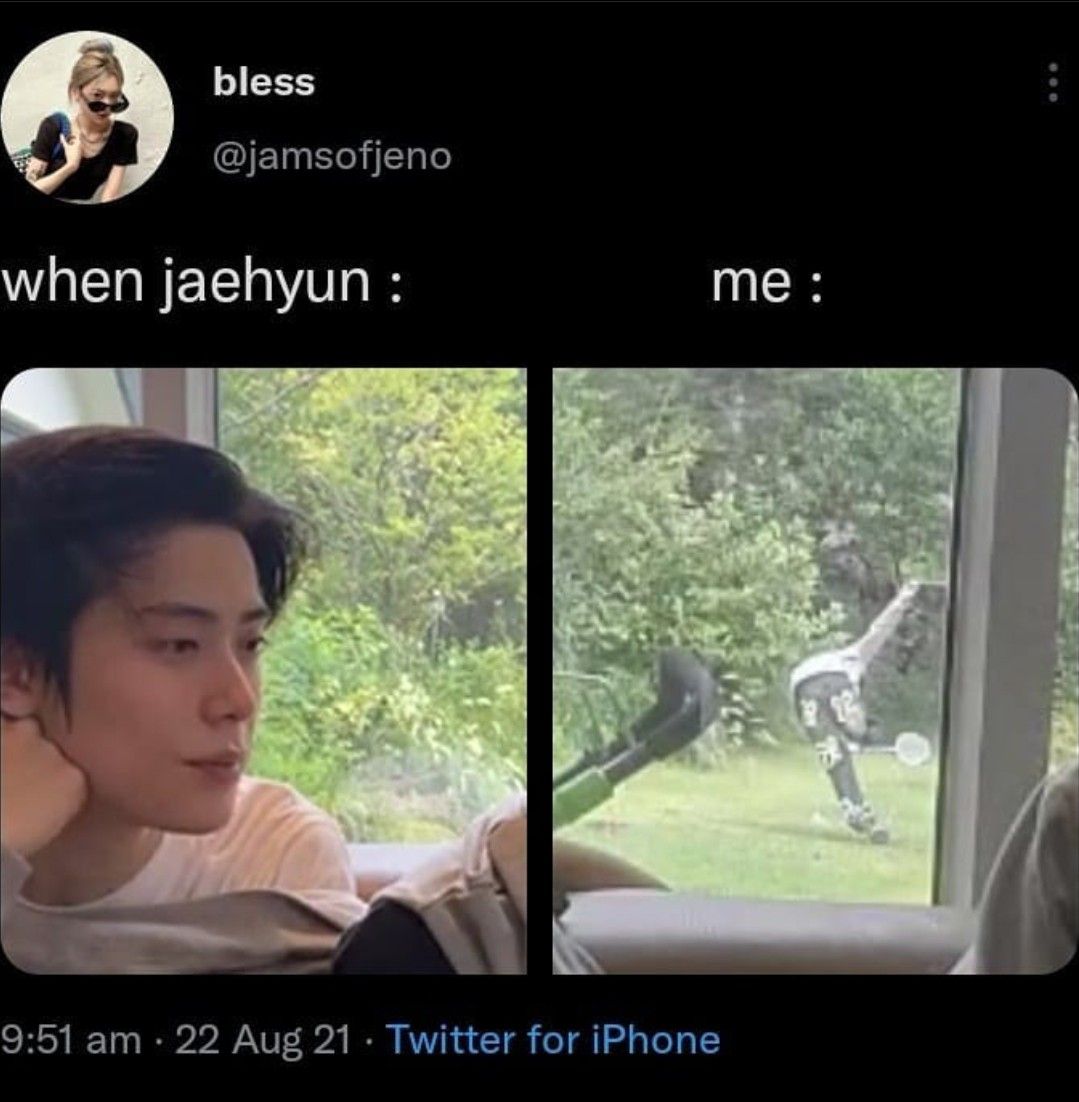 bless
@jamsofjeno
when jaehyun : me :
9:51 am · 22 Aug 21 · Twitter for iPhone